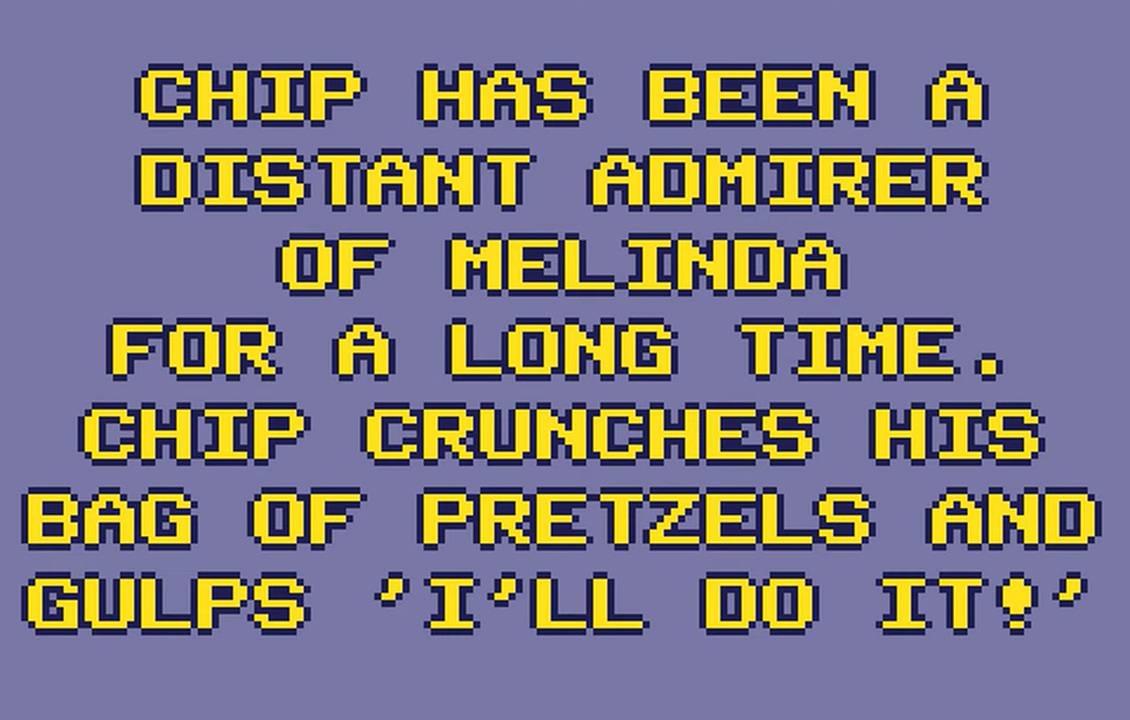 CHIP HAS BEEN A
DISTANT ADMIRER
OF MELINDA
FOR A LONG TIME.
CHIP CRUNCHES HIS
BAG OF PRETZELS AND
GULPS ’I’LL DO IT!’